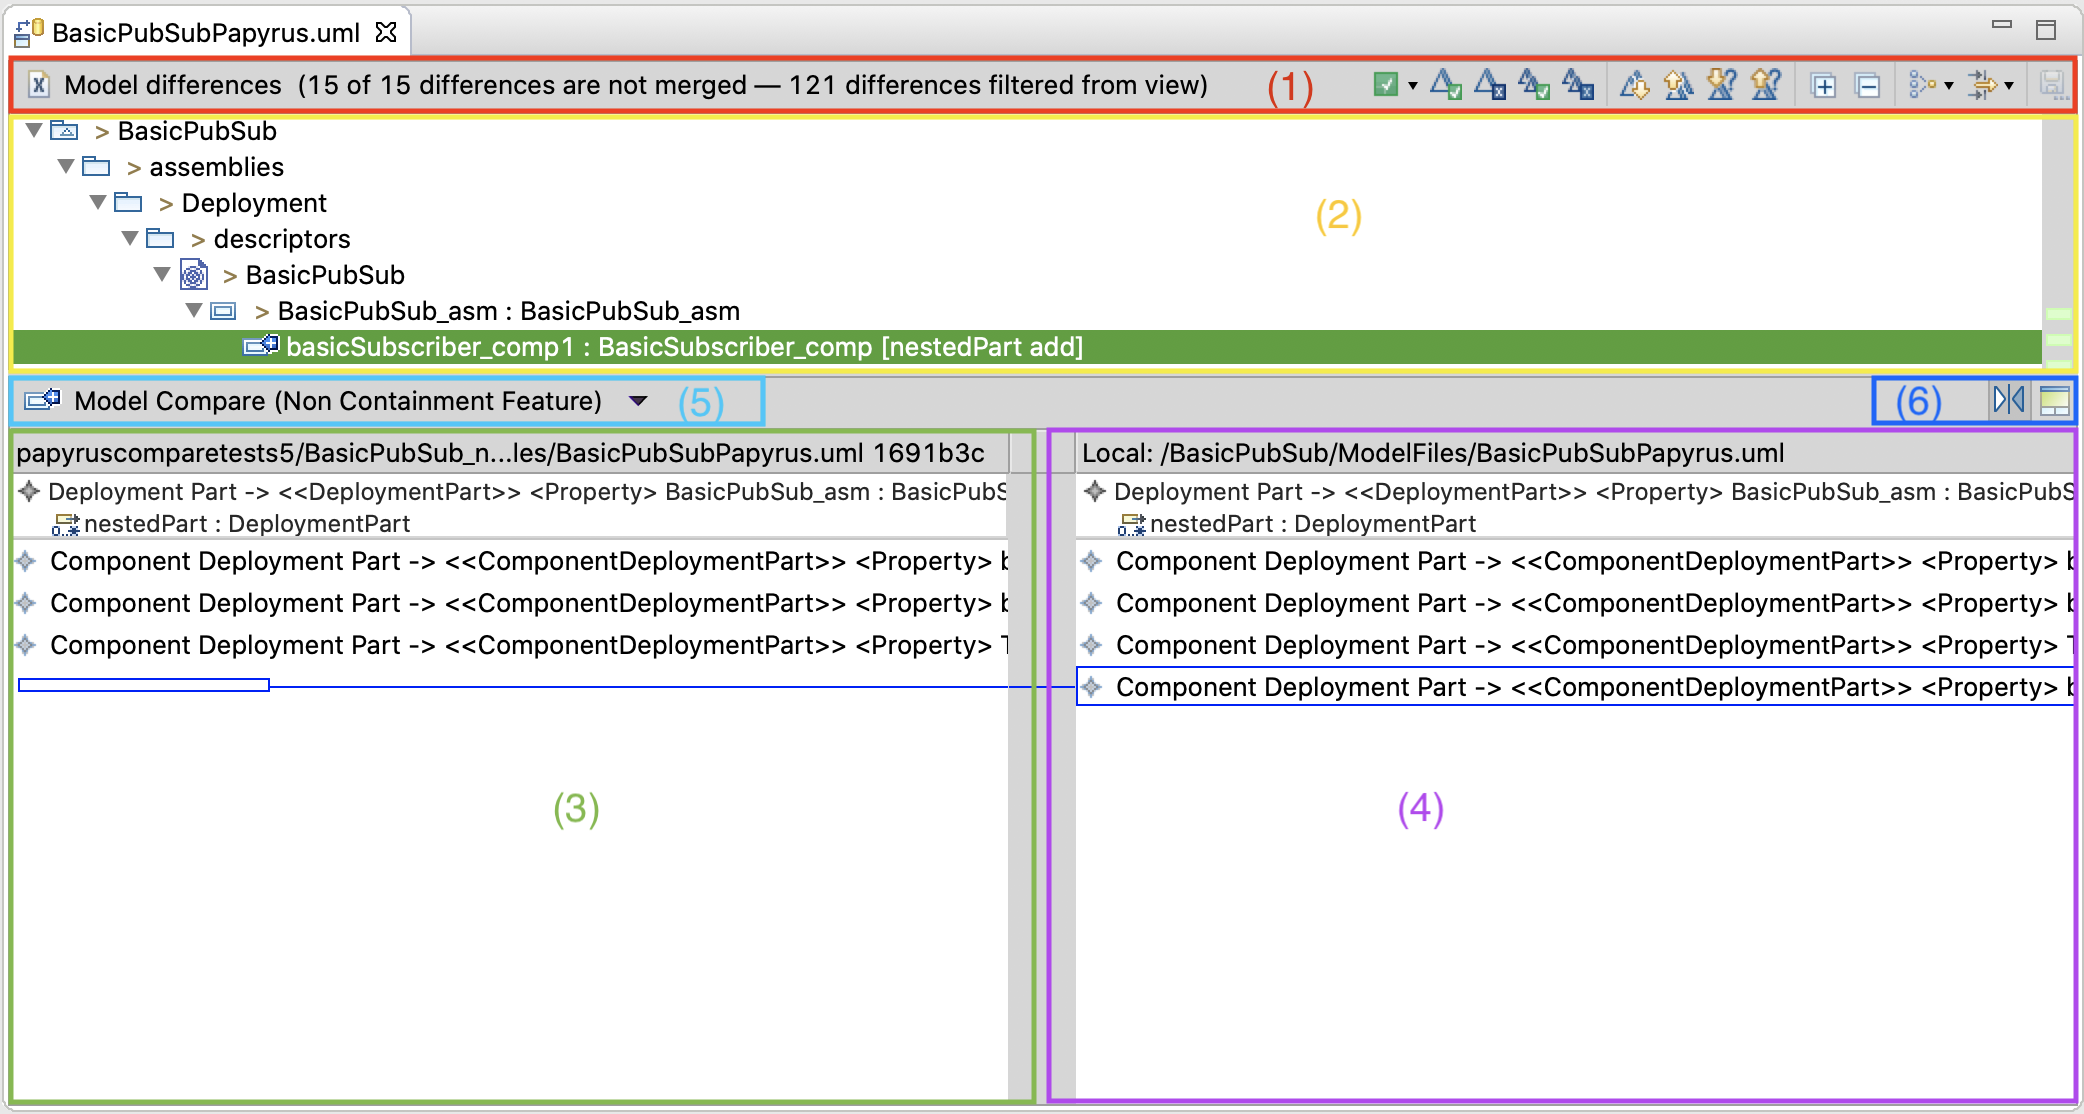 BasicPubSubPapyrus.uml
Model differences (15 of 15 differences are not merged — 121 differences filtered from view) (1)
> BasicPubSub
> assemblies
> Deployment
(2)
> descriptors
> BasicPubSub
> BasicPubSub_asm : BasicPubSub_asm
basicSubscriber_comp1 : BasicSubscriber_comp [nestedPart add]
Model Compare (Non Containment Feature) (5)
(6)
papyruscomparetests5/BasicPubSub_n...les/BasicPubSubPapyrus.uml 1691b3c
Deployment Part -> <<DeploymentPart>> <Property> BasicPubSub_asm : BasicPubS
nestedPart : DeploymentPart
Component Deployment Part -> <<ComponentDeploymentPart>> <Property> b
Component Deployment Part -> <<ComponentDeploymentPart>> <Property> b
Component Deployment Part -> <<ComponentDeploymentPart>> <Property> T
(3)
Local: /BasicPubSub/ModelFiles/BasicPubSubPapyrus.uml
Deployment Part -> <<DeploymentPart>> <Property> BasicPubSub_asm : BasicPubS
nestedPart : DeploymentPart
Component Deployment Part -> <<ComponentDeploymentPart>> <Property> b
Component Deployment Part -> <<ComponentDeploymentPart>> <Property> b
Component Deployment Part -> <<ComponentDeploymentPart>> <Property> T
Component Deployment Part -> <<ComponentDeploymentPart>> <Property> b
(4)